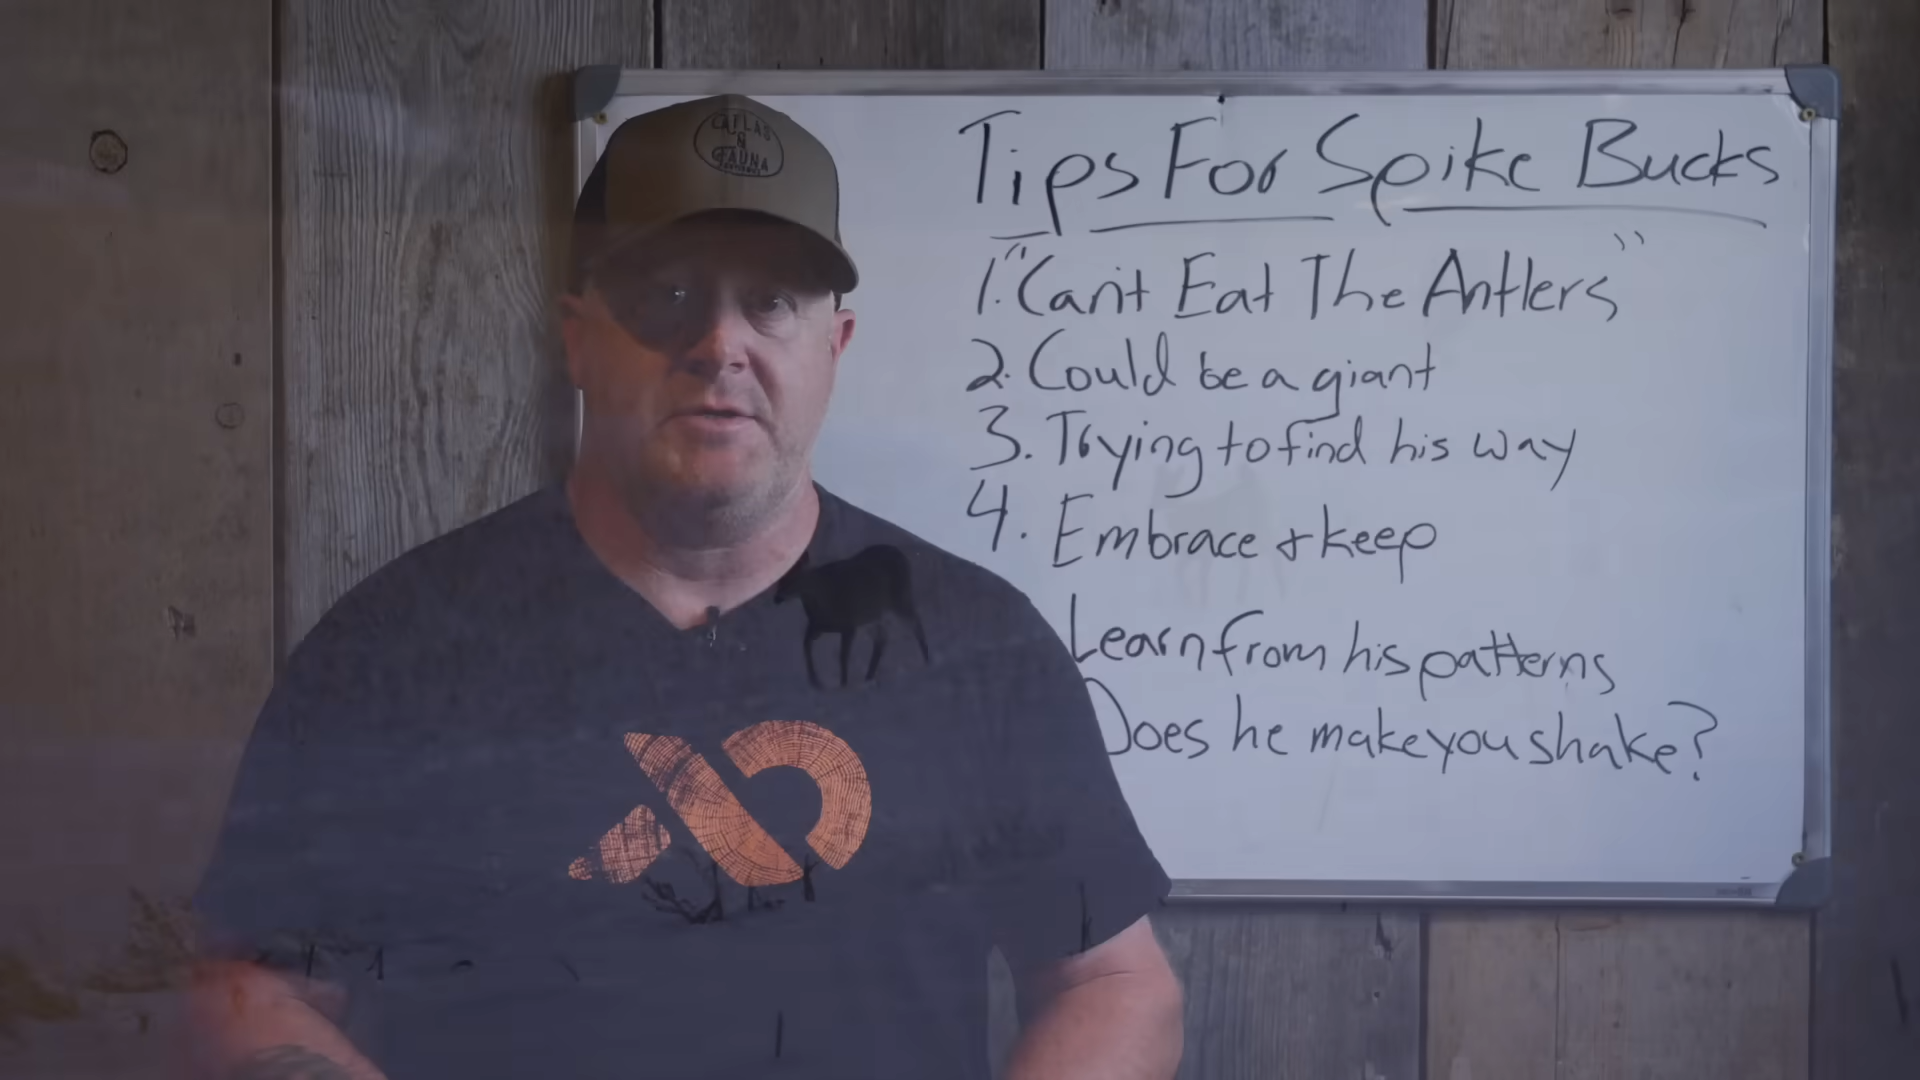 & FAUNA
Tips For Spike Bucks
1. "Can't Eat The Antlers"
2. Could be a giant
3. Trying to find his way
4. Embrace & keep
Learn from his patterns
Does he make you shake?